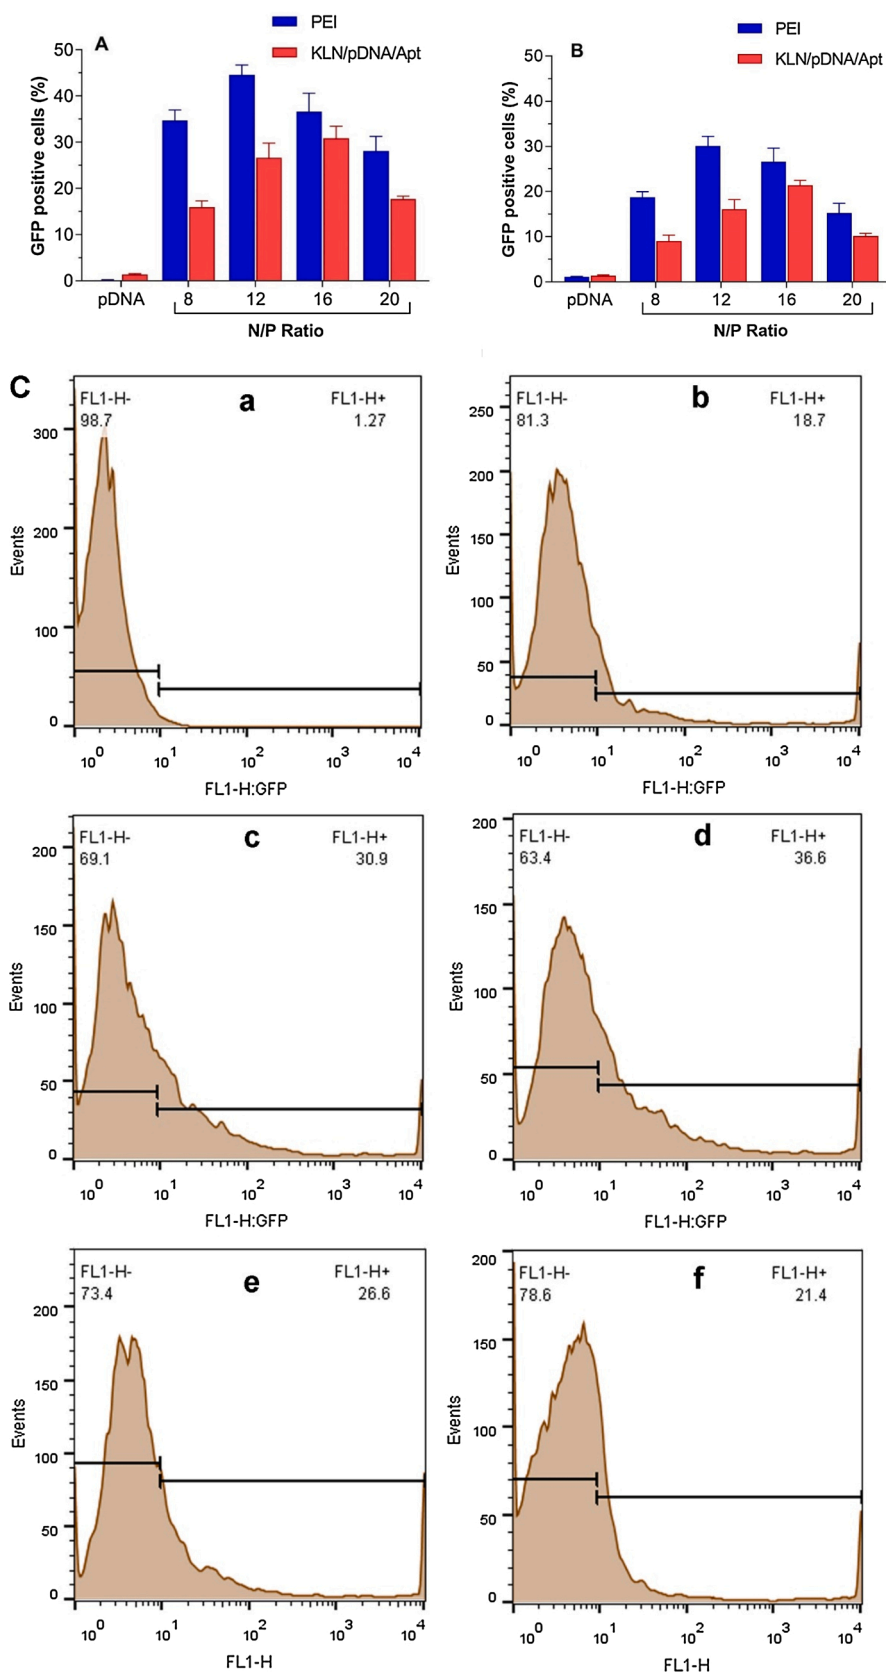 A
PEI
KLN/pDNA/Apt
GFP positive cells (%)
50
40
30
20
10
0
pDNA 8 12 16 20
N/P Ratio
B
PEI
KLN/pDNA/Apt
GFP positive cells (%)
50
40
30
20
10
0
pDNA 8 12 16 20
N/P Ratio
C
a
FL1-H- FL1-H+
98.7 1.27
Events
300
200
100
0
10^0 10^1 10^2 10^3 10^4
FL1-H:GFP
b
FL1-H- FL1-H+
81.3 18.7
Events
250
200
150
100
50
0
10^0 10^1 10^2 10^3 10^4
FL1-H:GFP
c
FL1-H- FL1-H+
69.1 30.9
Events
200
150
100
50
0
10^0 10^1 10^2 10^3 10^4
FL1-H:GFP
d
FL1-H- FL1-H+
63.4 36.6
Events
200
150
100
50
0
10^0 10^1 10^2 10^3 10^4
FL1-H:GFP
e
FL1-H- FL1-H+
73.4 26.6
Events
200
150
100
50
0
10^0 10^1 10^2 10^3 10^4
FL1-H
f
FL1-H- FL1-H+
78.6 21.4
Events
200
150
100
50
0
10^0 10^1 10^2 10^3 10^4
FL1-H